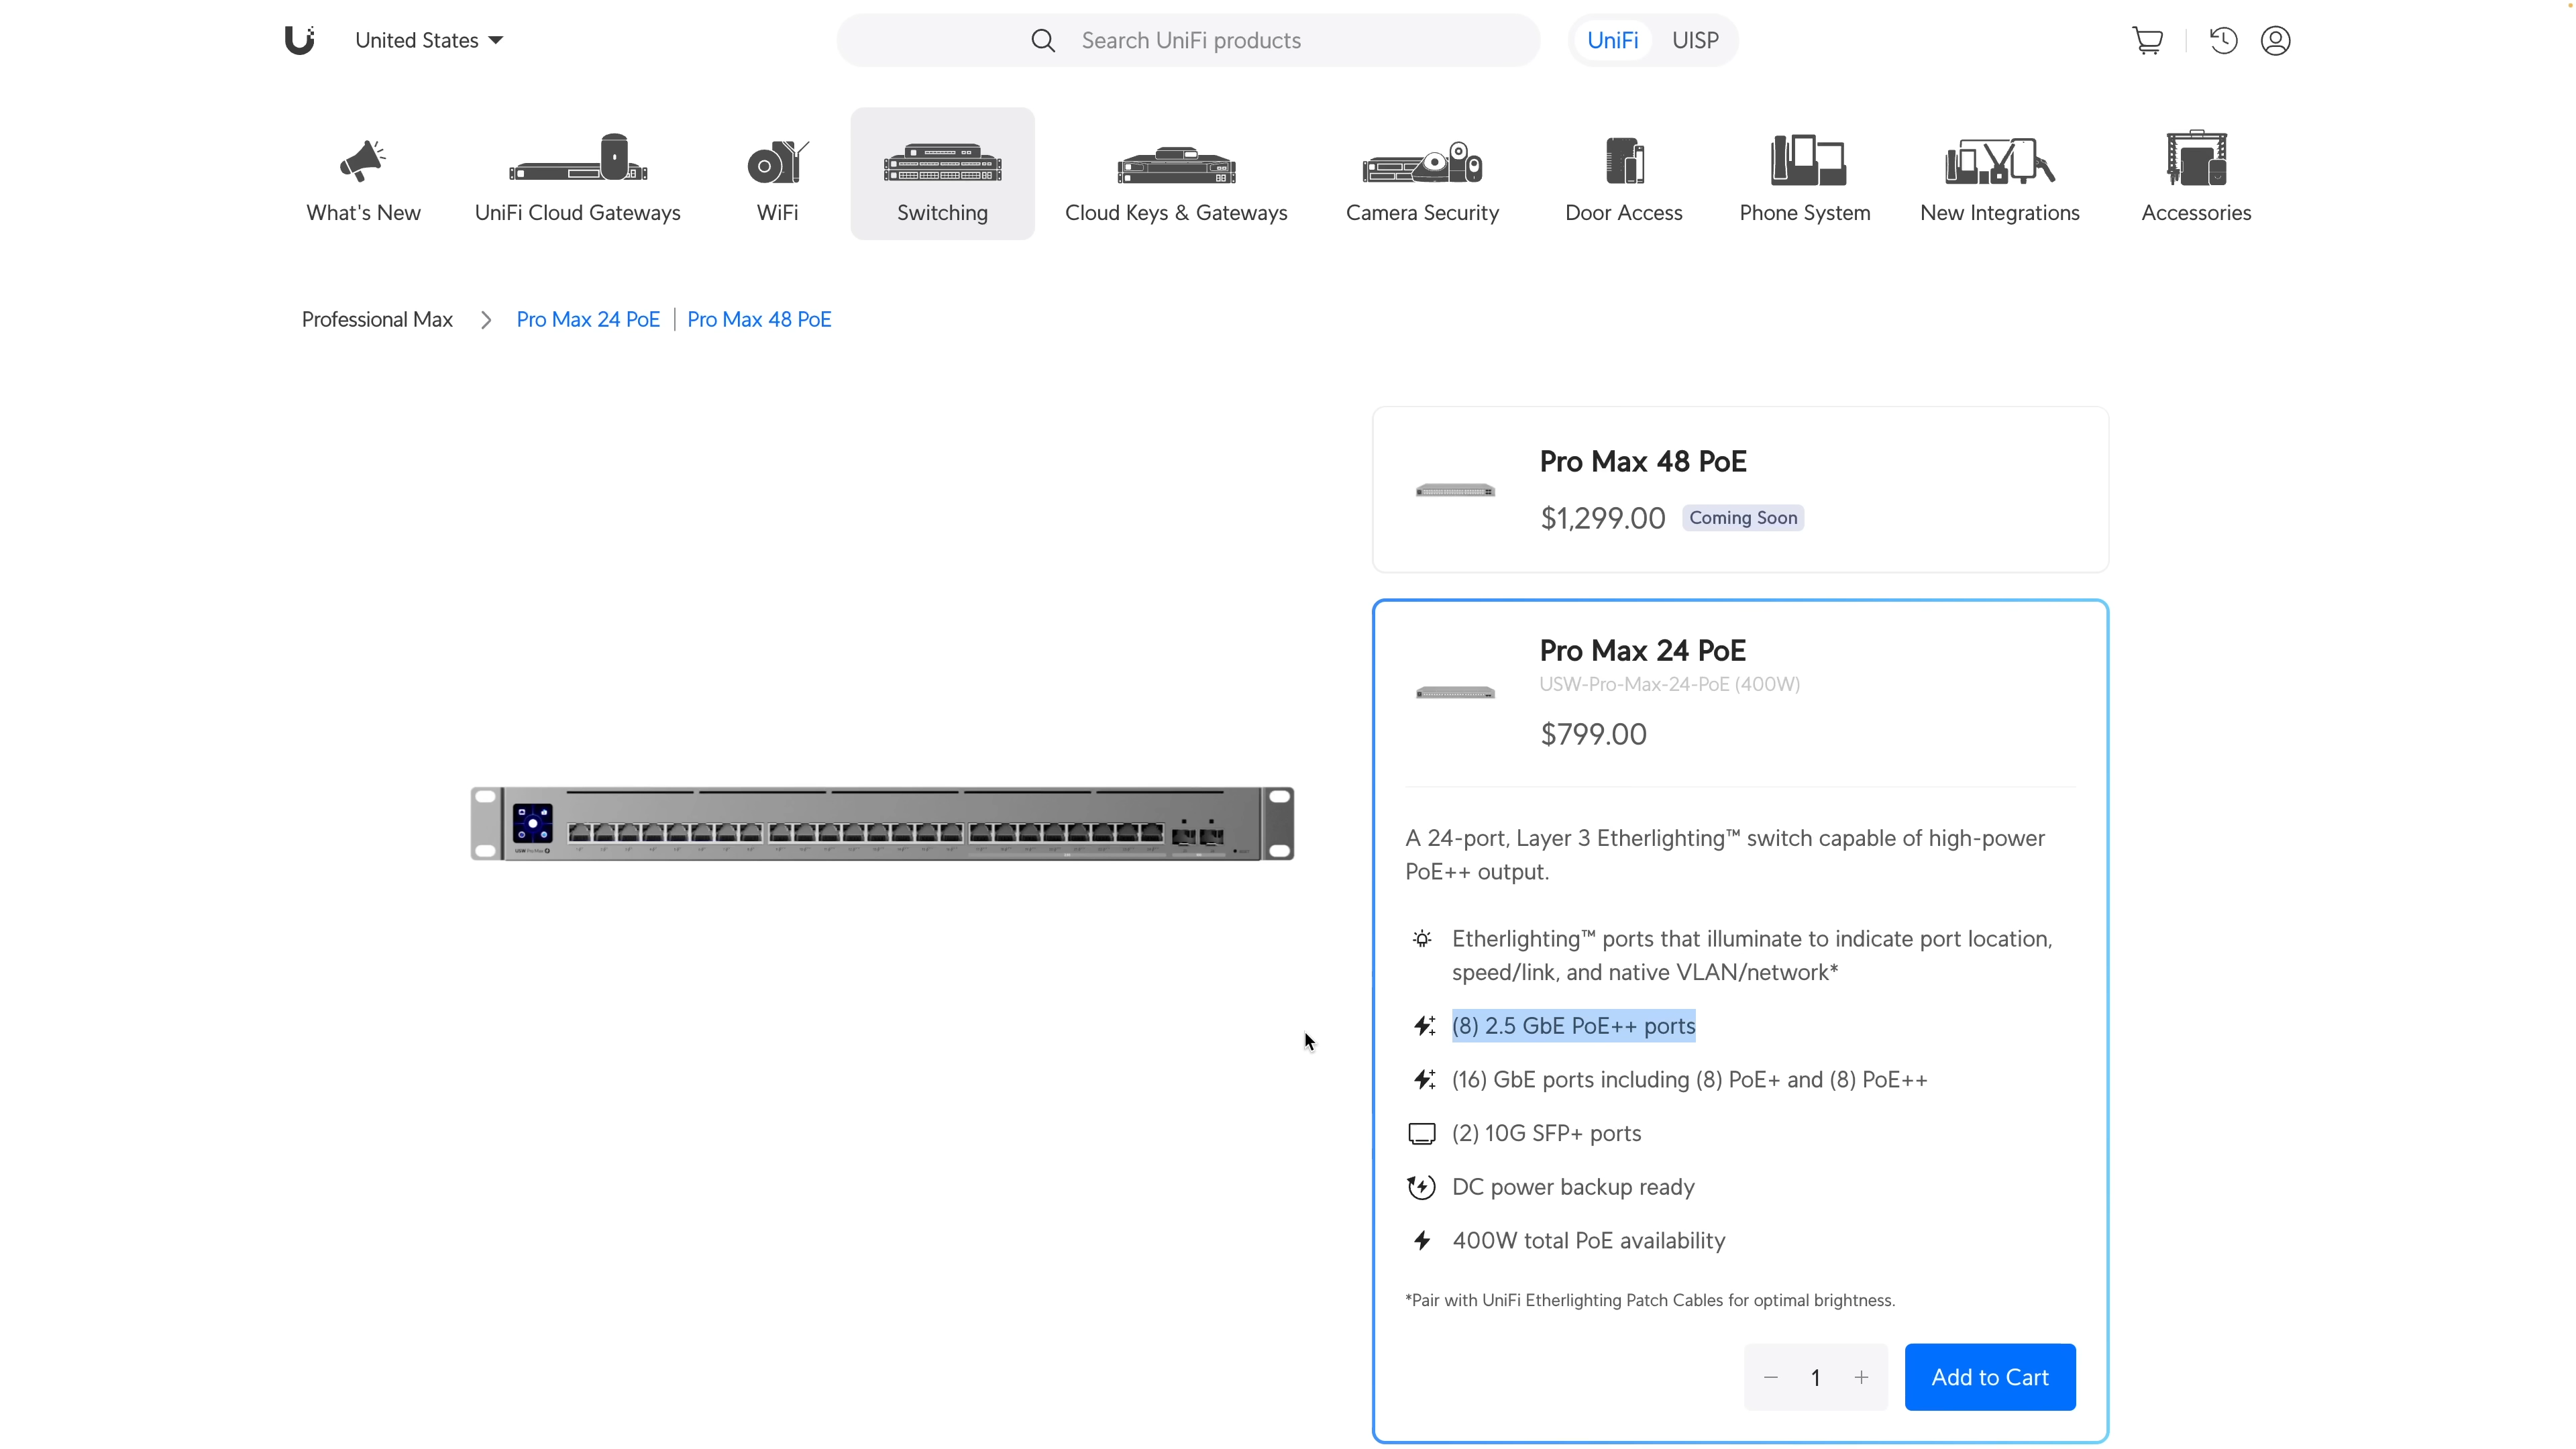 United States
Search UniFi products
UniFi
UISP
What's New
UniFi Cloud Gateways
WiFi
Switching
Cloud Keys & Gateways
Camera Security
Door Access
Phone System
New Integrations
Accessories
Professional Max
Pro Max 24 PoE
Pro Max 48 PoE
Pro Max 48 PoE
$1,299.00
Coming Soon
Pro Max 24 PoE
USW-Pro-Max-24-PoE (400W)
$799.00
A 24-port, Layer 3 Etherlighting™ switch capable of high-power
PoE++ output.
Etherlighting™ ports that illuminate to indicate port location,
speed/link, and native VLAN/network*
(8) 2.5 GbE PoE++ ports
(16) GbE ports including (8) PoE+ and (8) PoE++
(2) 10G SFP+ ports
DC power backup ready
400W total PoE availability
*Pair with UniFi Etherlighting Patch Cables for optimal brightness.
1
Add to Cart